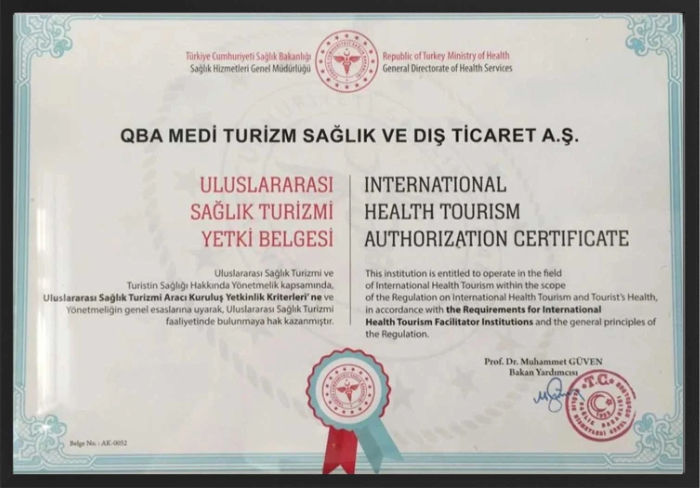 Türkiye Cumhuriyeti Sağlık Bakanlığı
Sağlık Hizmetleri Genel Müdürlüğü
Republic of Turkey Ministry of Health
General Directorate of Health Services
QBA MEDİ TURİZM SAĞLIK VE DIŞ TİCARET A.Ş.
ULUSLARARASI
SAĞLIK TURİZMİ
YETKİ BELGESİ
INTERNATIONAL
HEALTH TOURISM
AUTHORIZATION CERTIFICATE
Uluslararası Sağlık Turizmi ve
Turistin Sağlığı Hakkında Yönetmelik kapsamında,
Uluslararası Sağlık Turizmi Aracı Kuruluş Yetkinlik Kriterleri'ne ve
Yönetmeliğin genel esaslarına uyarak, Uluslararası Sağlık Turizmi
faaliyetinde bulunmaya hak kazanmıştır.
This institution is entitled to operate in the field
of International Health Tourism within the scope
of the Regulation on International Health Tourism and Tourist's Health,
in accordance with the Requirements for International
Health Tourism Facilitator Institutions and the general principles of
the Regulation.
Prof. Dr. Muhammet GÜVEN
Bakan Yardımcısı
T.C.
Belge No. : AK-0052